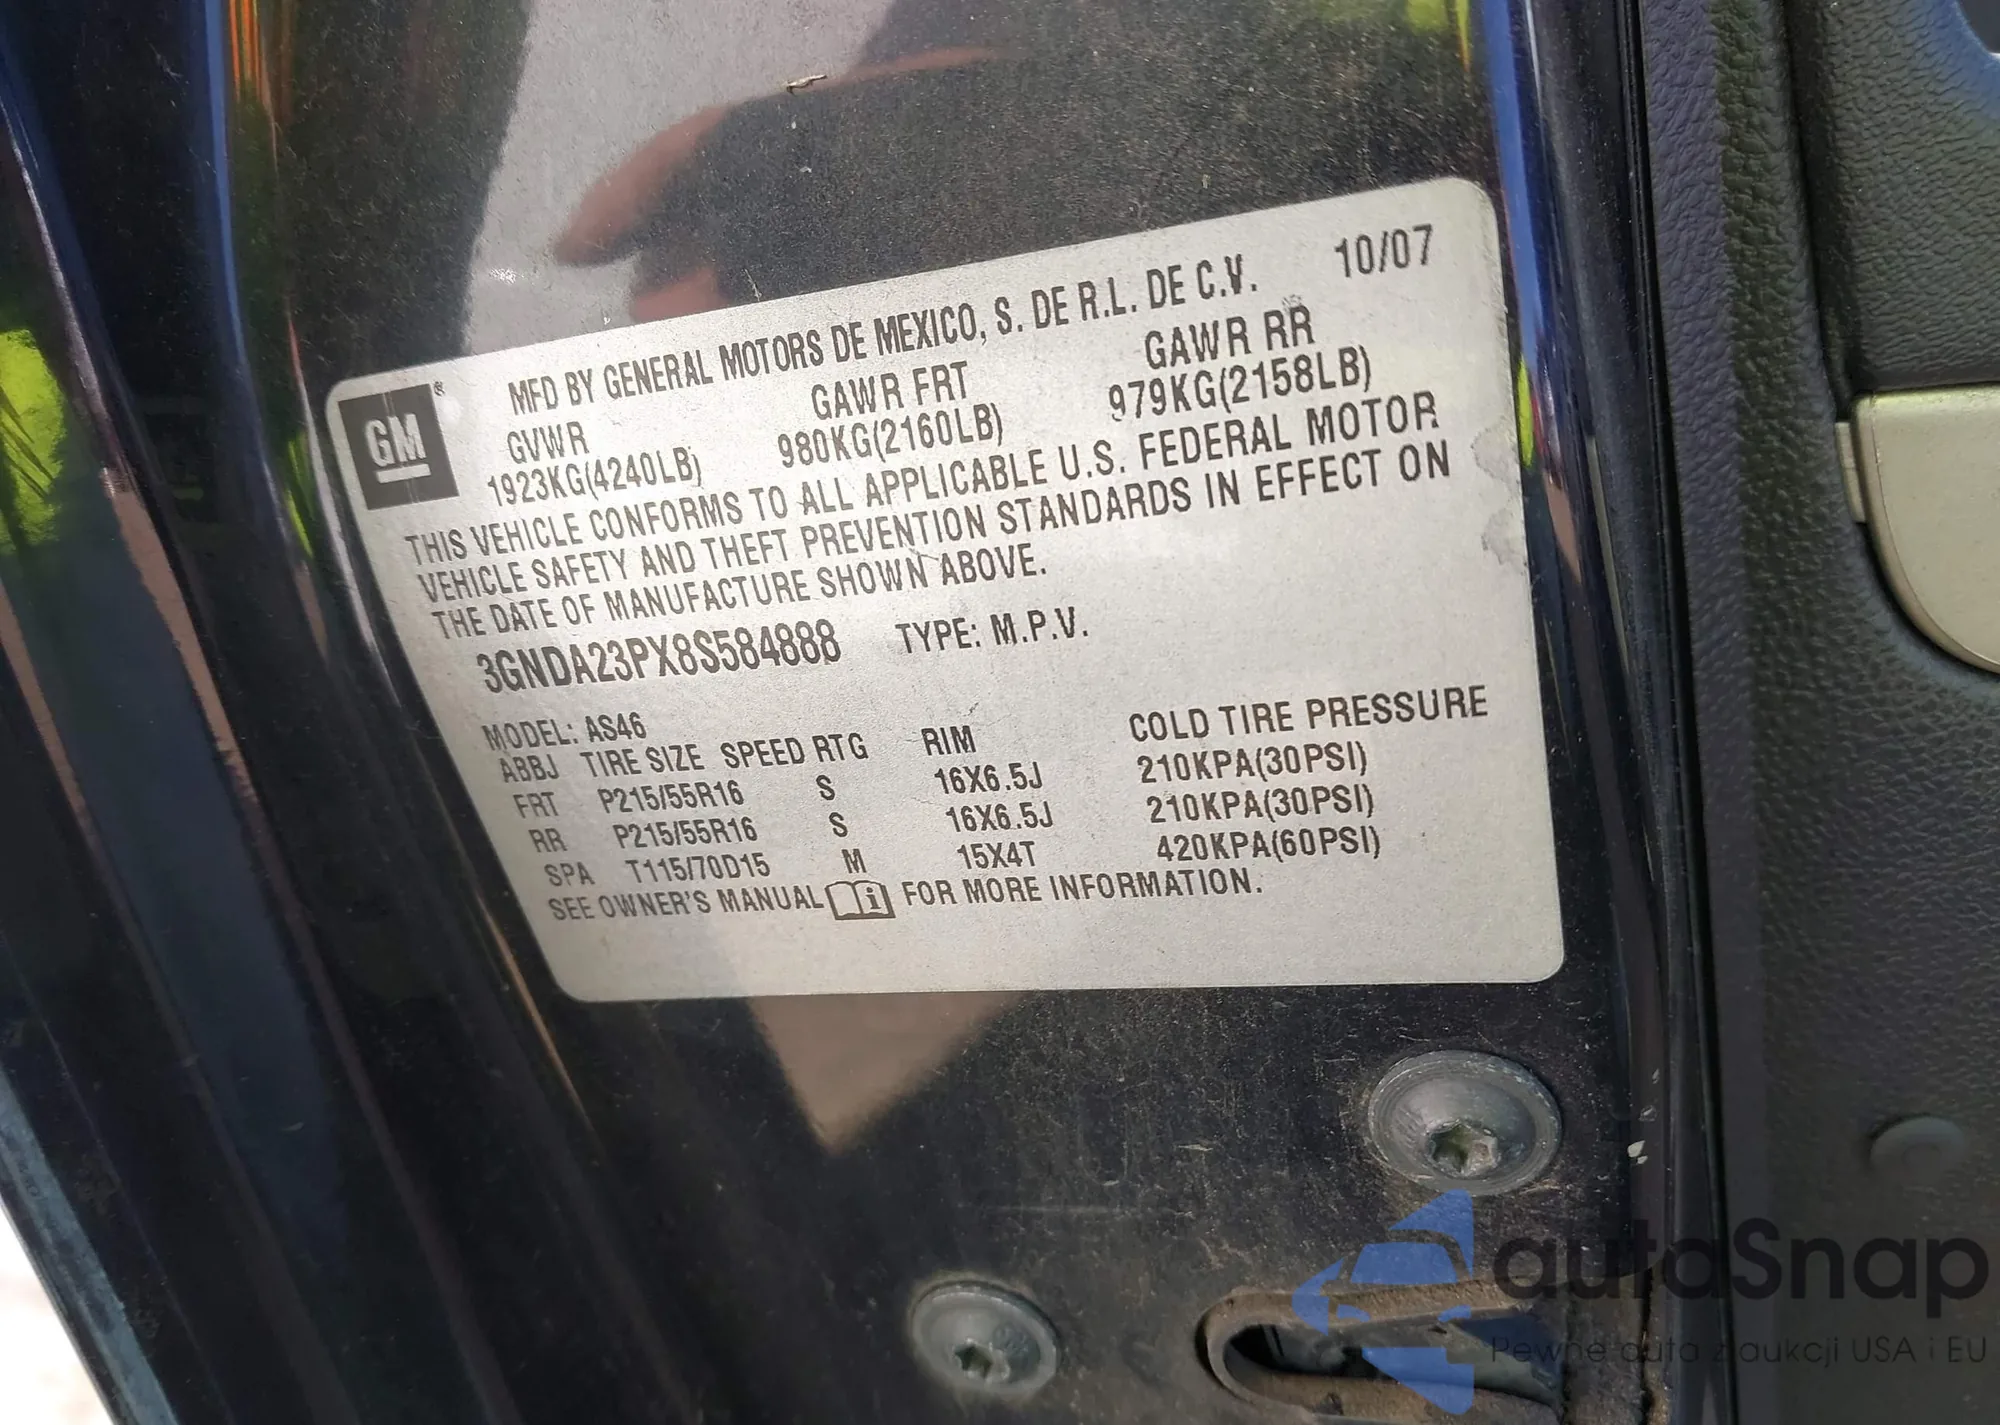 MFD BY GENERAL MOTORS DE MEXICO, S. DE R.L. DE C.V. 10/07
GM®
GVWR GAWR FRT GAWR RR
1923KG(4240LB) 980KG(2160LB) 979KG(2158LB)
THIS VEHICLE CONFORMS TO ALL APPLICABLE U.S. FEDERAL MOTOR
VEHICLE SAFETY AND THEFT PREVENTION STANDARDS IN EFFECT ON
THE DATE OF MANUFACTURE SHOWN ABOVE.
3GNDA23PX8S584888 TYPE: M.P.V.
MODEL: AS46
ABBJ TIRE SIZE SPEED RTG RIM COLD TIRE PRESSURE
FRT P215/55R16 S 16X6.5J 210KPA(30PSI)
RR P215/55R16 S 16X6.5J 210KPA(30PSI)
SPA T115/70D15 M 15X4T 420KPA(60PSI)
SEE OWNER'S MANUAL FOR MORE INFORMATION.
autoSnap
Pewne auta z aukcji USA i EU